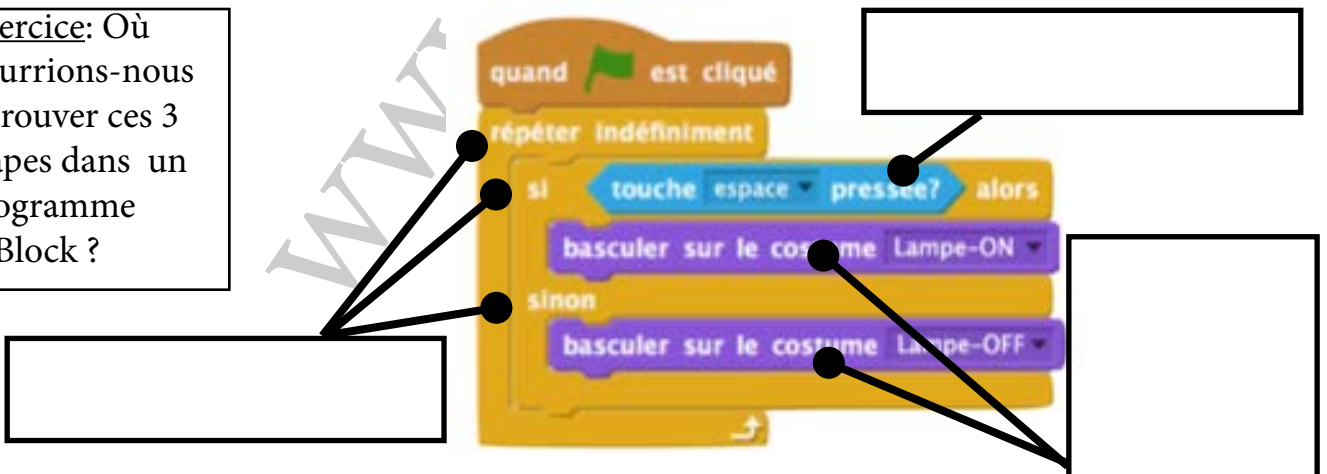 ercice: Où
urrions-nous
rouver ces 3
apes dans un
ogramme
Block ?
quand est cliqué
répéter indéfiniment
si touche espace pressée? alors
basculer sur le costume Lampe-ON
sinon
basculer sur le costume Lampe-OFF
WW